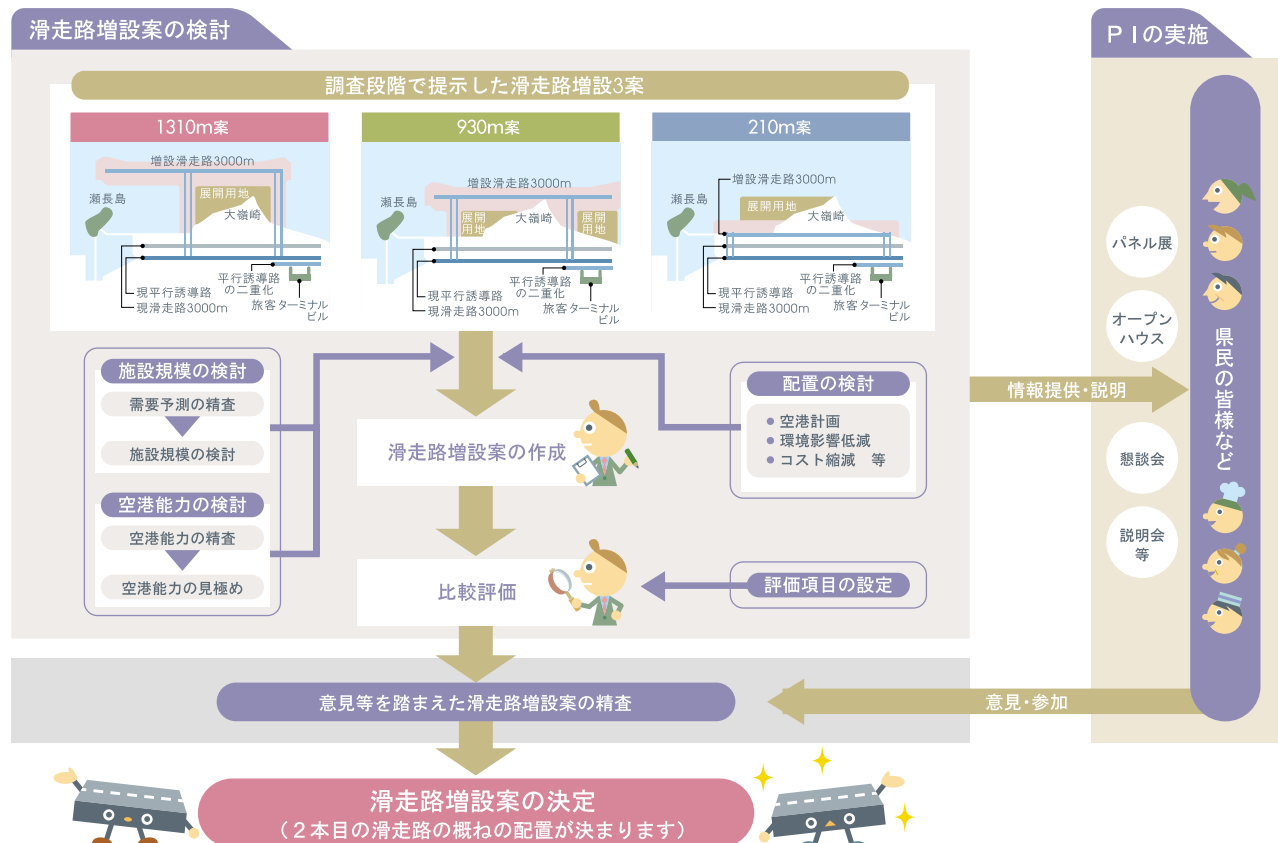 滑走路増設案の検討
調査段階で提示した滑走路増設3案
1310m案
増設滑走路3000m
瀬長島
展開用地
大嶺崎
平行誘導路
の二重化
現平行誘導路
現滑走路3000m
旅客ターミナル
ビル
930m案
増設滑走路3000m
瀬長島
展開
用地
大嶺崎
展開
用地
平行誘導路
の二重化
現平行誘導路
現滑走路3000m
旅客ターミナル
ビル
210m案
増設滑走路3000m
瀬長島
展開用地
大嶺崎
平行誘導路
の二重化
現平行誘導路
現滑走路3000m
旅客ターミナル
ビル
施設規模の検討
需要予測の精査
施設規模の検討
空港能力の検討
空港能力の精査
空港能力の見極め
滑走路増設案の作成
配置の検討
● 空港計画
● 環境影響低減
● コスト縮減　等
比較評価
評価項目の設定
意見等を踏まえた滑走路増設案の精査
滑走路増設案の決定
（２本目の滑走路の概ねの配置が決まります）
ＰＩの実施
情報提供・説明
パネル展
オープン
ハウス
懇談会
説明会
等
県民の皆様など
意見・参加